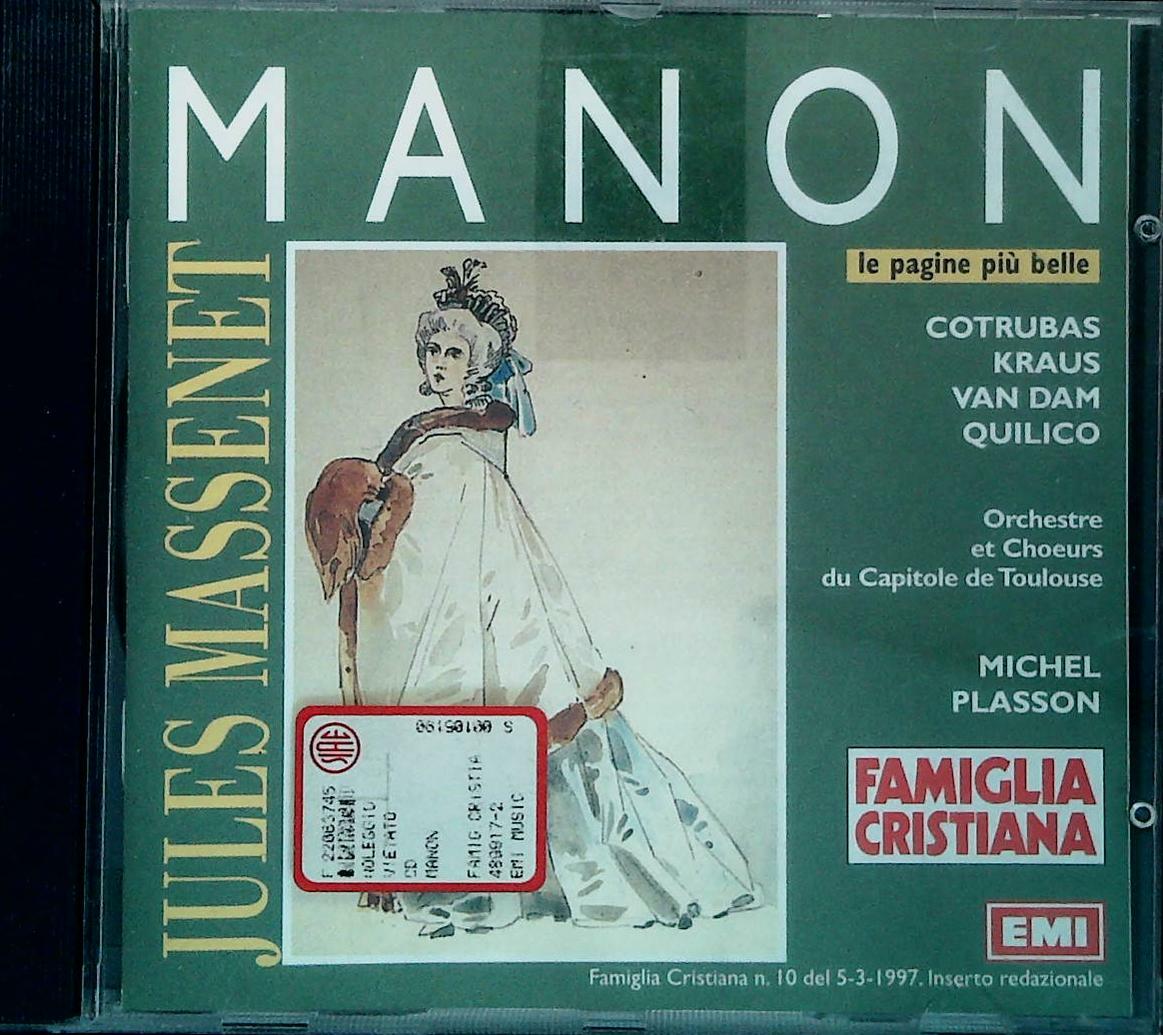 MANON
JULES MASSENET
le pagine più belle
COTRUBAS
KRAUS
VAN DAM
QUILICO
Orchestre
et Choeurs
du Capitole de Toulouse
MICHEL
PLASSON
FAMIGLIA
CRISTIANA
EMI
Famiglia Cristiana n. 10 del 5-3-1997. Inserto redazionale
SIAE
NOLEGGIO
VIETATO
CD
MANON
FAMIG CRISTIA
489917-2
EMI MUSIC